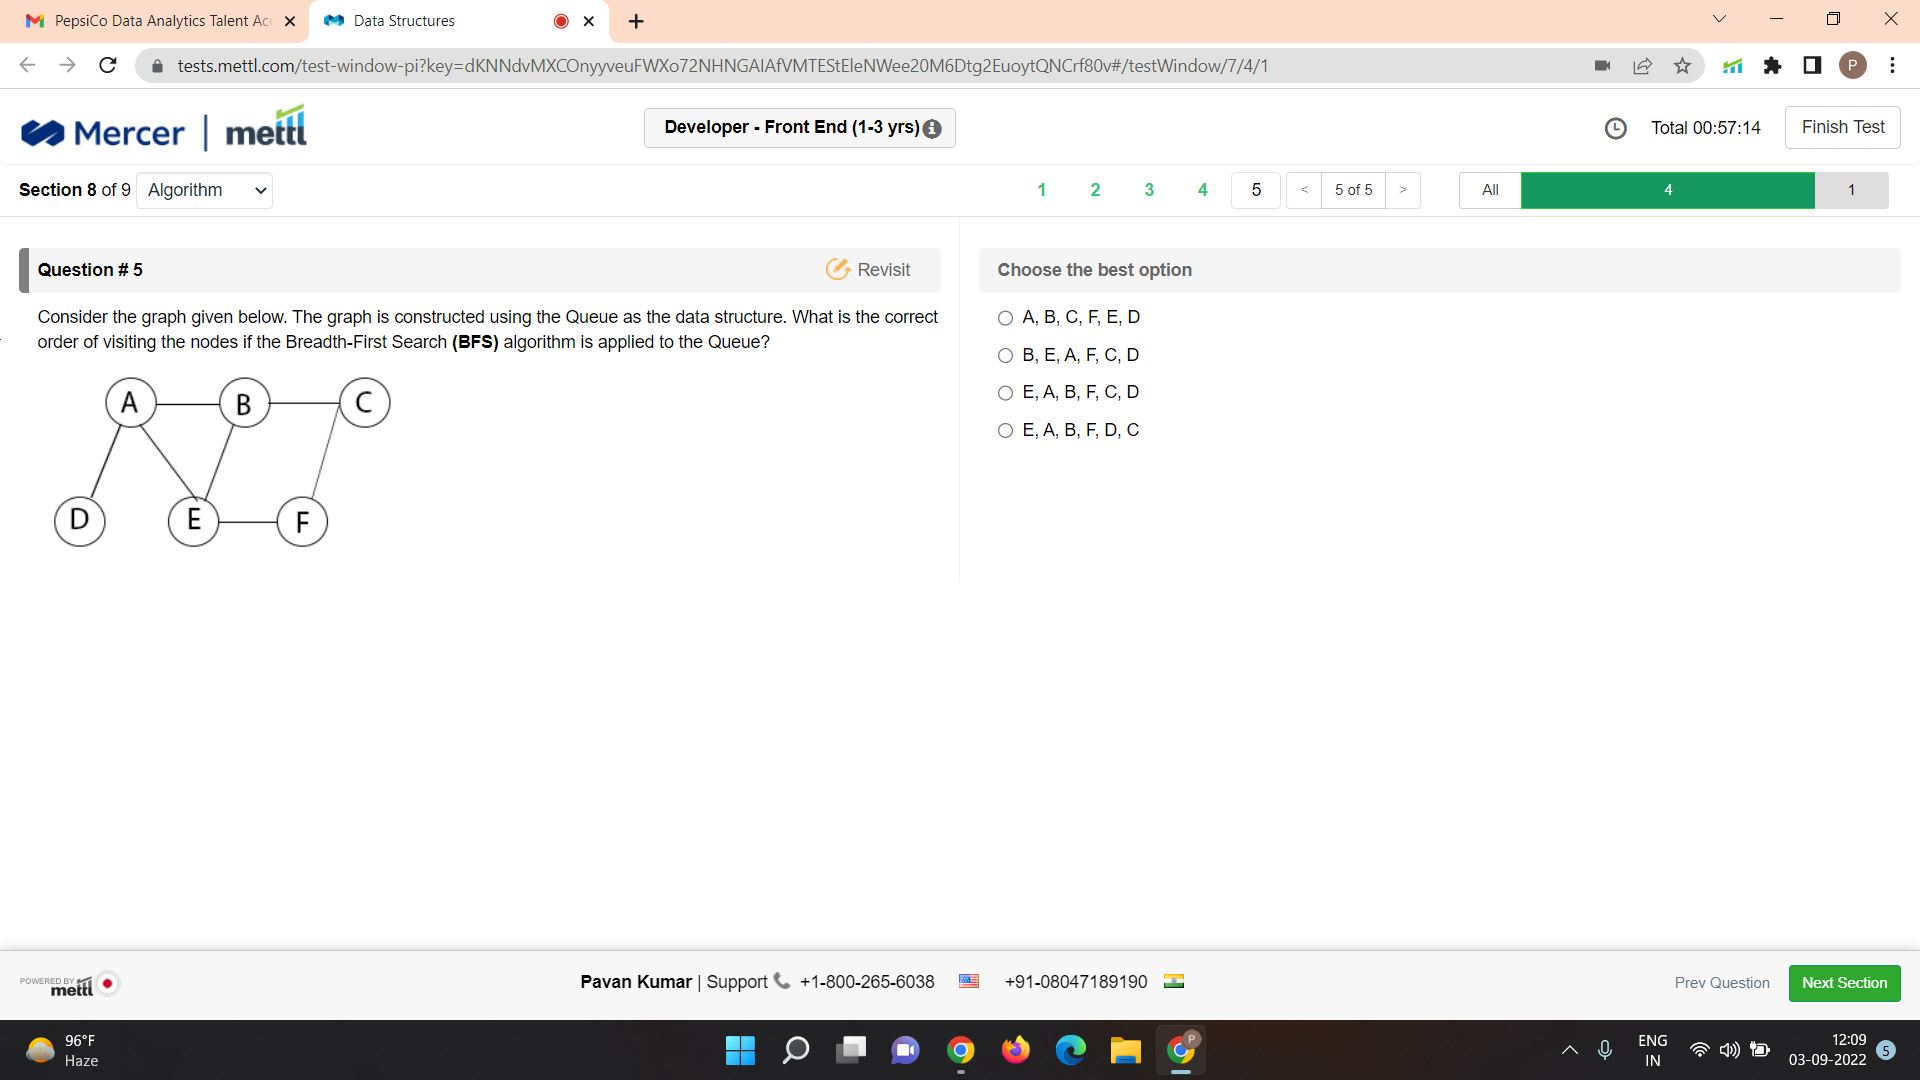 PepsiCo Data Analytics Talent Acc
Data Structures
tests.mettl.com/test-window-pi?key=dKNNdvMXCOnyyveuFWXo72NHNGAIAfVMTEStEleNWee20M6Dtg2EuoytQNCrf80v#/testWindow/7/4/1
P
Mercer | mettl
Developer - Front End (1-3 yrs)
Total 00:57:14
Finish Test
Section 8 of 9 Algorithm
1 2 3 4 5 < 5 of 5 > All 4 1
Question # 5
Revisit
Consider the graph given below. The graph is constructed using the Queue as the data structure. What is the correct
order of visiting the nodes if the Breadth-First Search (BFS) algorithm is applied to the Queue?
A B C
D E F
Choose the best option
A, B, C, F, E, D
B, E, A, F, C, D
E, A, B, F, C, D
E, A, B, F, D, C
POWERED BY mettl
Pavan Kumar | Support +1-800-265-6038 +91-08047189190
Prev Question
Next Section
96°F
Haze
P
ENG
IN
12:09
03-09-2022
5